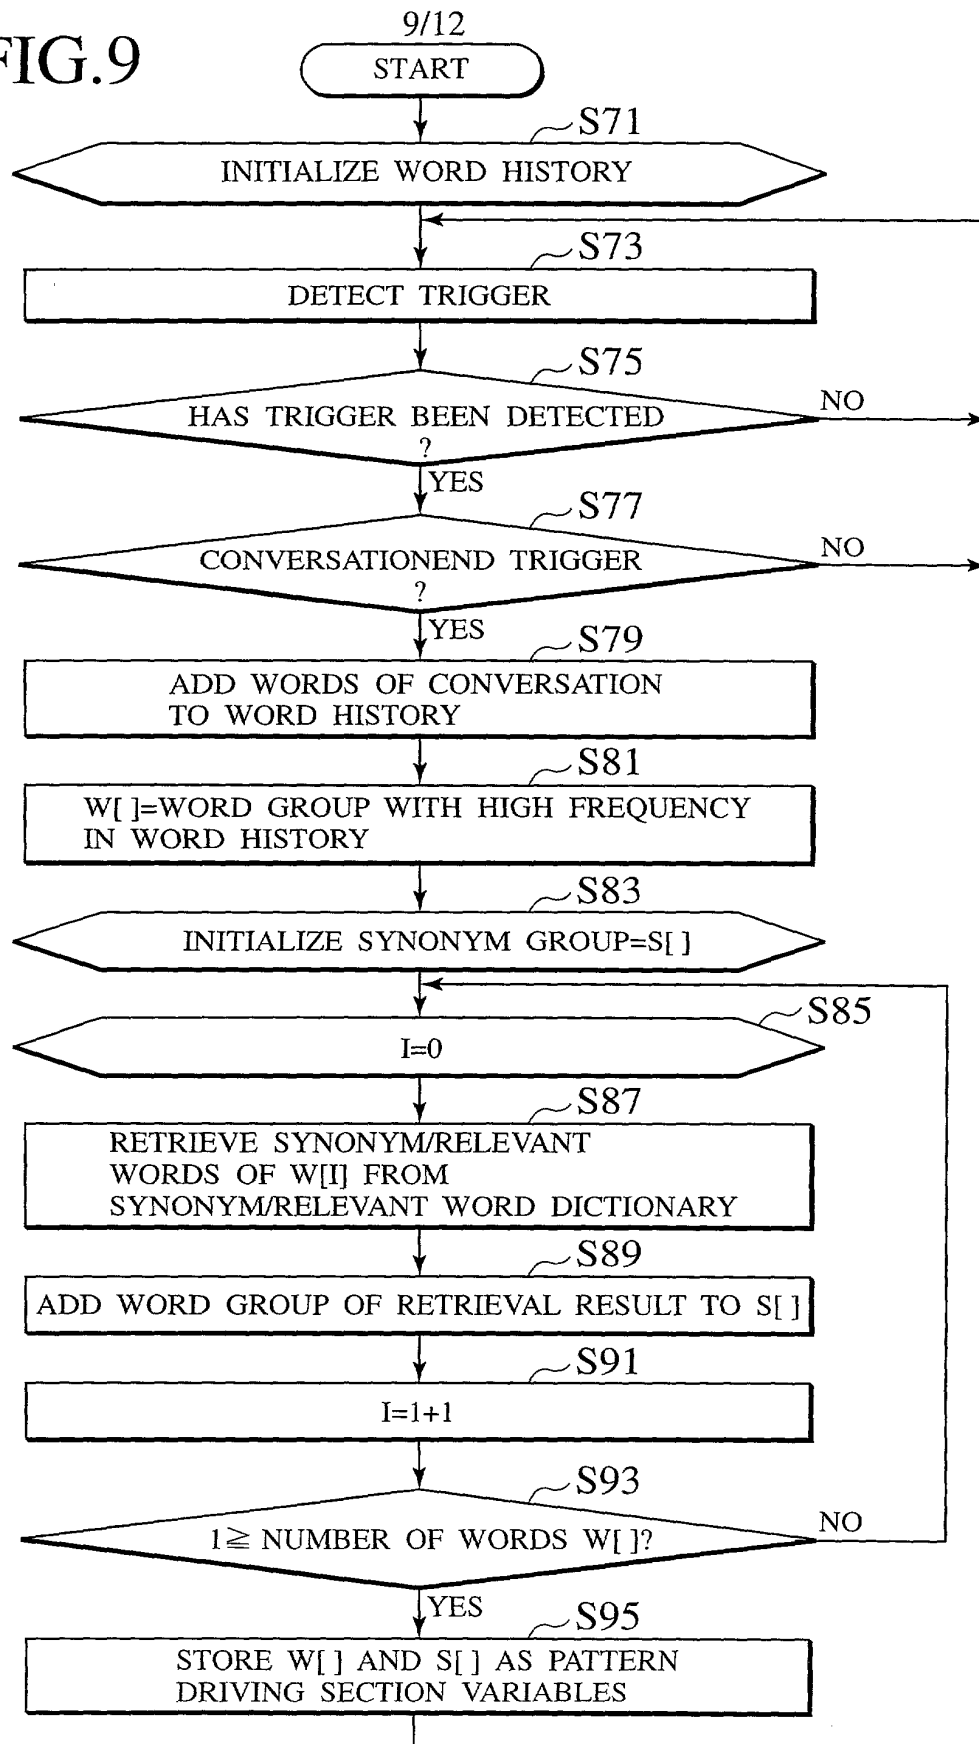 9/12
FIG.9
START
S71
INITIALIZE WORD HISTORY
S73
DETECT TRIGGER
S75
HAS TRIGGER BEEN DETECTED
?
NO
YES
S77
CONVERSATIONEND TRIGGER
?
NO
YES
S79
ADD WORDS OF CONVERSATION
TO WORD HISTORY
S81
W[ ]=WORD GROUP WITH HIGH FREQUENCY
IN WORD HISTORY
S83
INITIALIZE SYNONYM GROUP=S[ ]
S85
I=0
S87
RETRIEVE SYNONYM/RELEVANT
WORDS OF W[I] FROM
SYNONYM/RELEVANT WORD DICTIONARY
S89
ADD WORD GROUP OF RETRIEVAL RESULT TO S[ ]
S91
I=1+1
S93
1≧ NUMBER OF WORDS W[ ]?
NO
YES
S95
STORE W[ ] AND S[ ] AS PATTERN
DRIVING SECTION VARIABLES